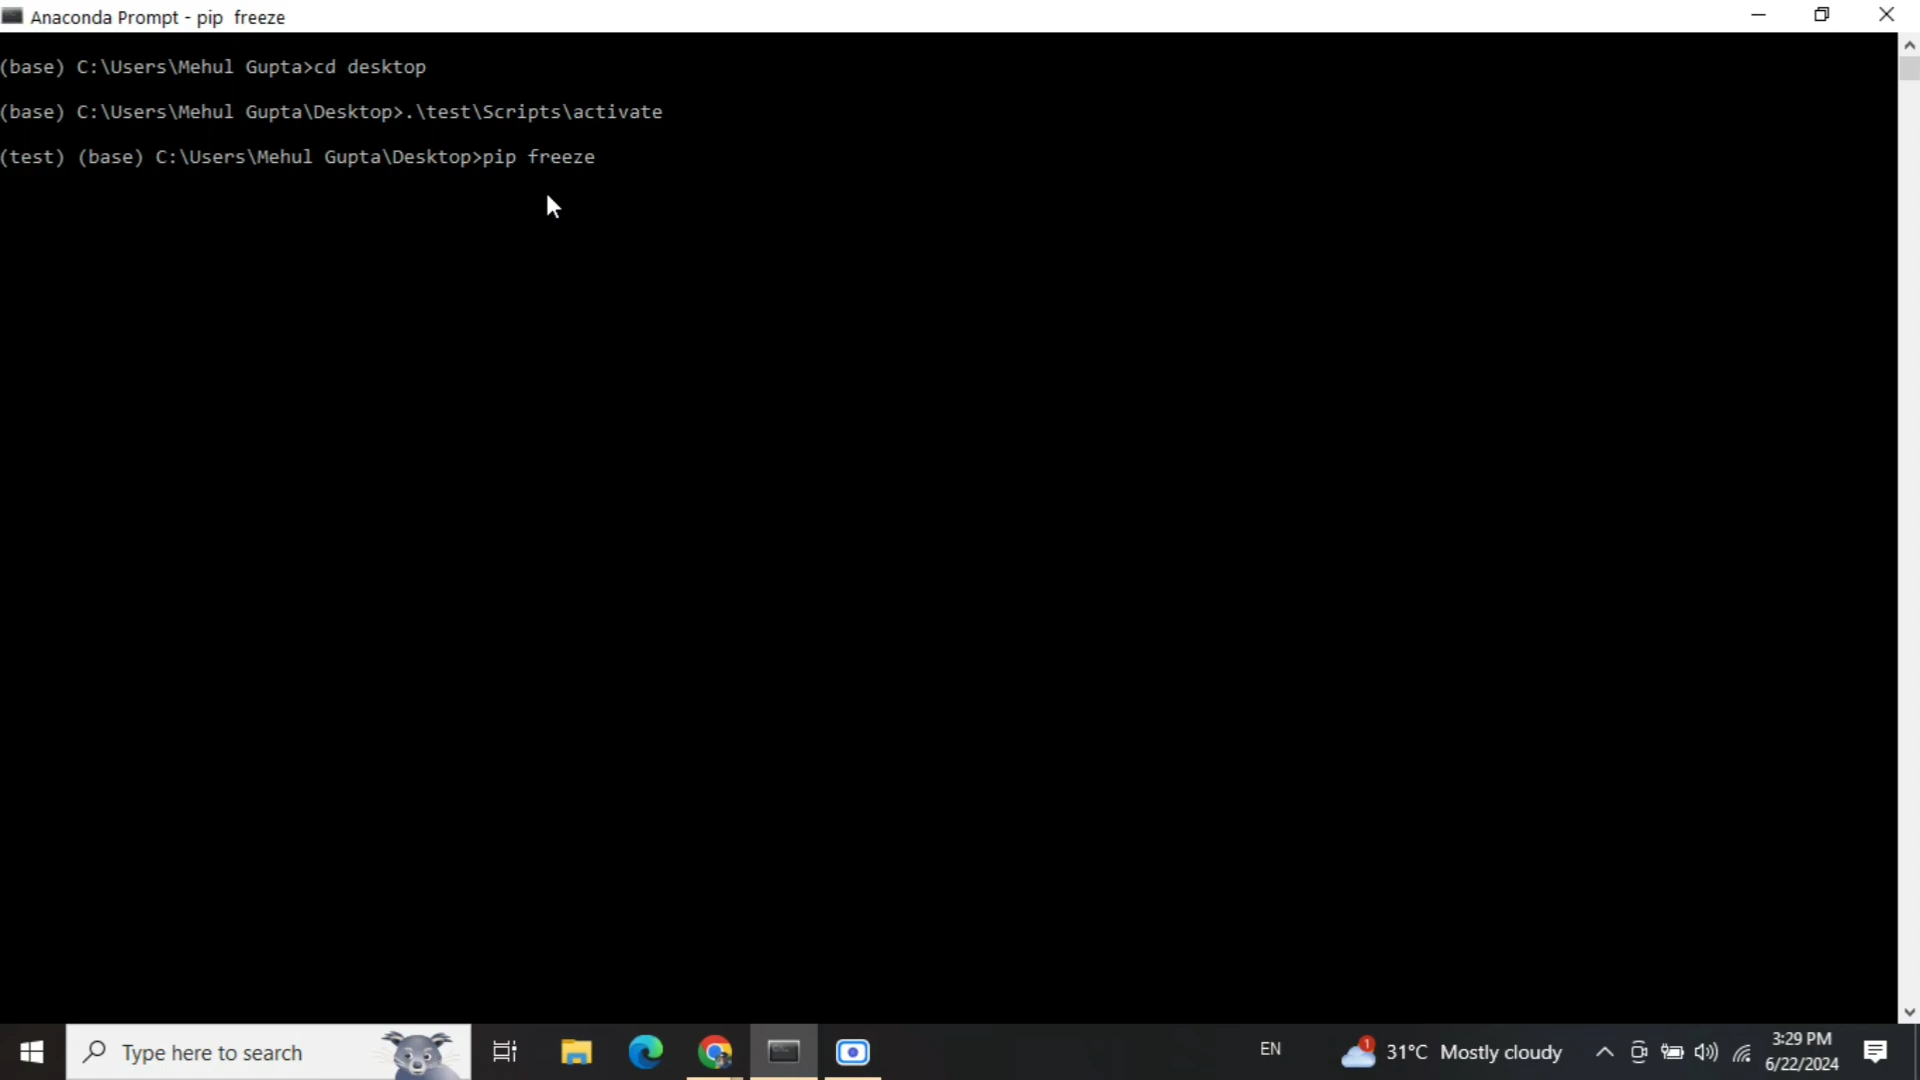 Anaconda Prompt - pip  freeze
(base) C:\Users\Mehul Gupta>cd desktop
(base) C:\Users\Mehul Gupta\Desktop>.\test\Scripts\activate
(test) (base) C:\Users\Mehul Gupta\Desktop>pip freeze
Type here to search
EN
1
31°C Mostly cloudy
3:29 PM
6/22/2024